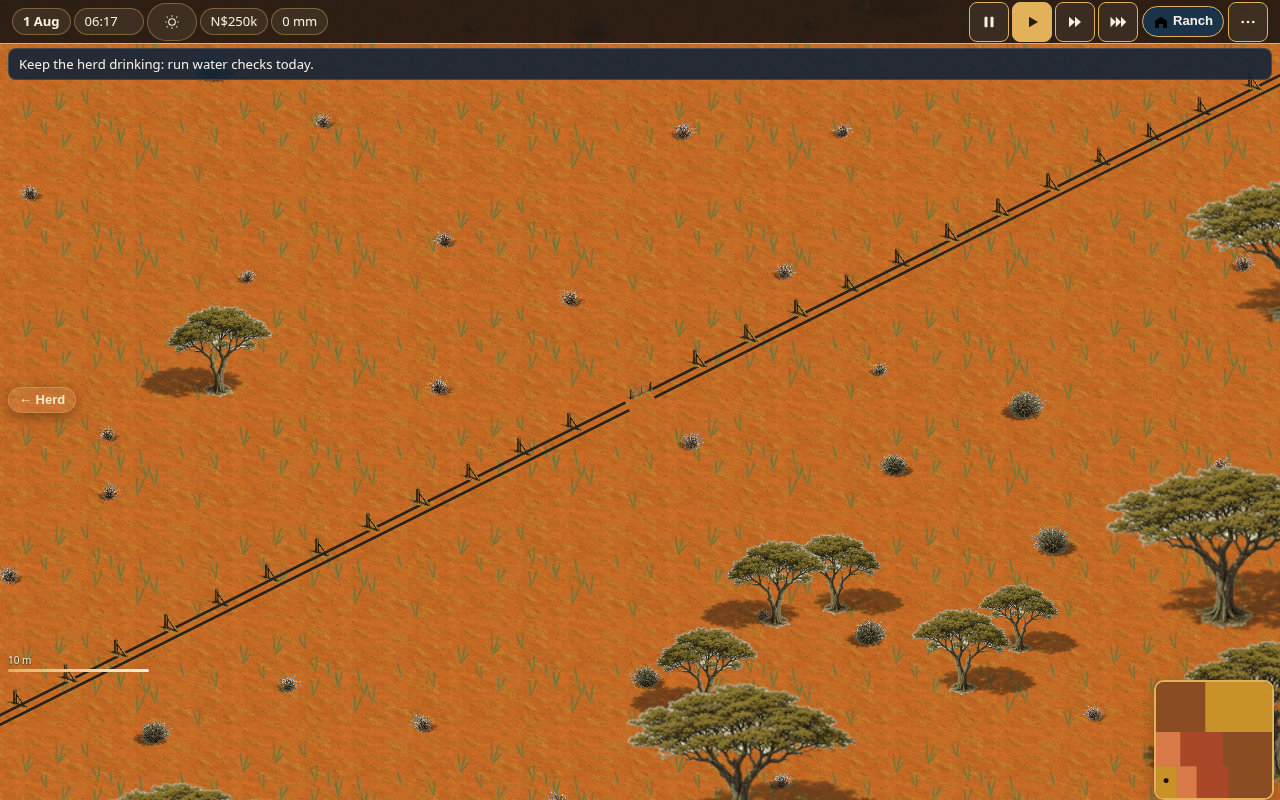 1 Aug 06:17 N$250k 0 mm Ranch
Keep the herd drinking: run water checks today.
← Herd
10 m